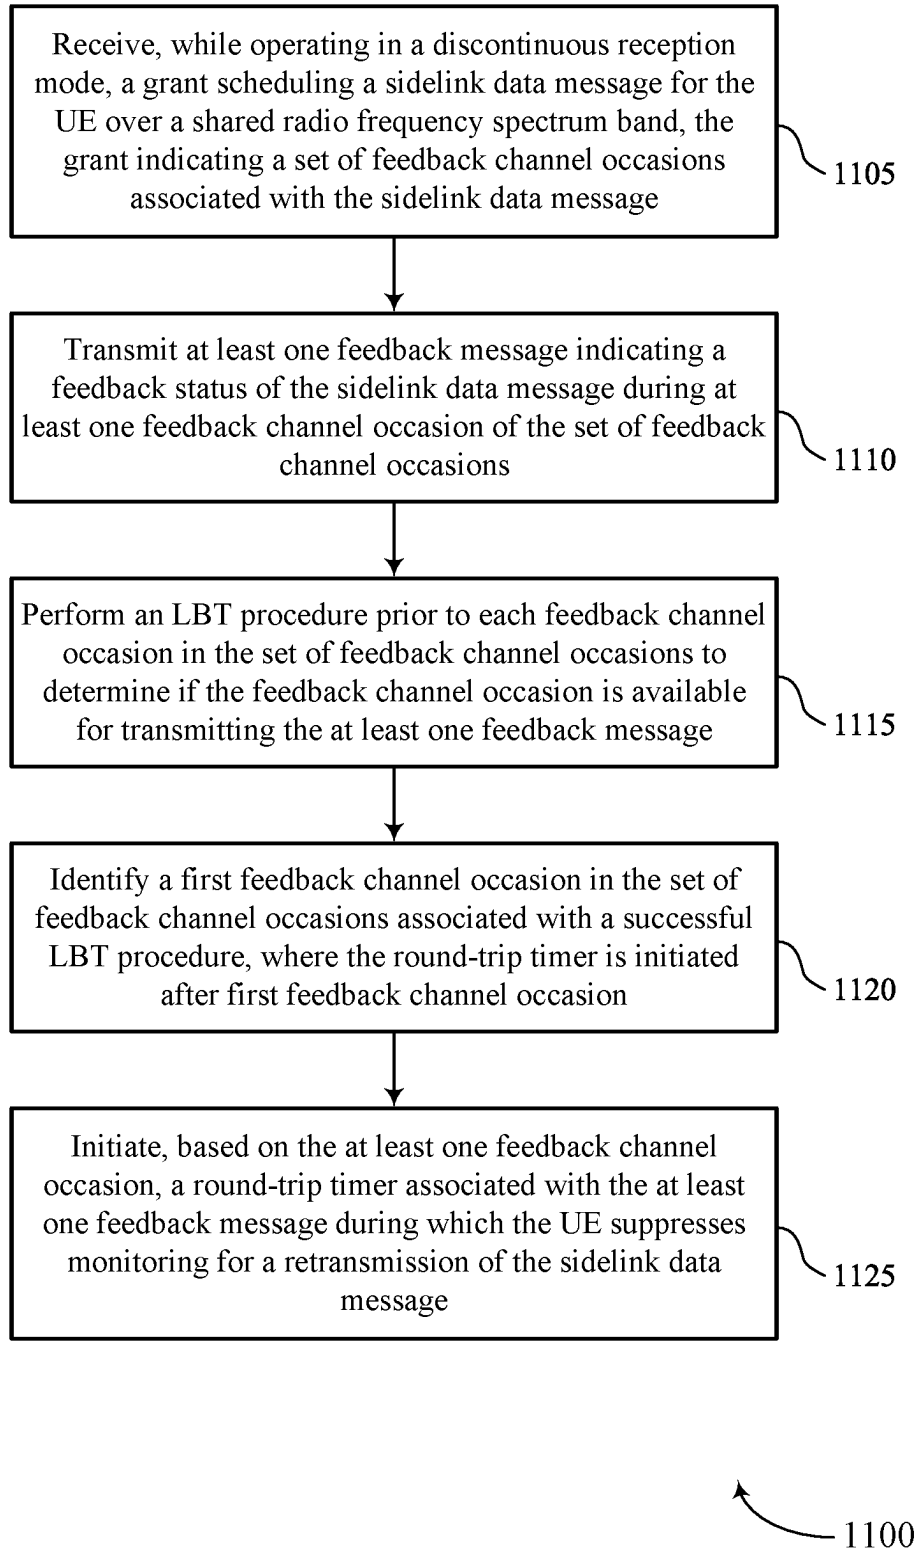 Receive, while operating in a discontinuous reception
mode, a grant scheduling a sidelink data message for the
UE over a shared radio frequency spectrum band, the
grant indicating a set of feedback channel occasions
associated with the sidelink data message
1105
Transmit at least one feedback message indicating a
feedback status of the sidelink data message during at
least one feedback channel occasion of the set of feedback
channel occasions
1110
Perform an LBT procedure prior to each feedback channel
occasion in the set of feedback channel occasions to
determine if the feedback channel occasion is available
for transmitting the at least one feedback message
1115
Identify a first feedback channel occasion in the set of
feedback channel occasions associated with a successful
LBT procedure, where the round-trip timer is initiated
after first feedback channel occasion
1120
Initiate, based on the at least one feedback channel
occasion, a round-trip timer associated with the at least
one feedback message during which the UE suppresses
monitoring for a retransmission of the sidelink data
message
1125
1100